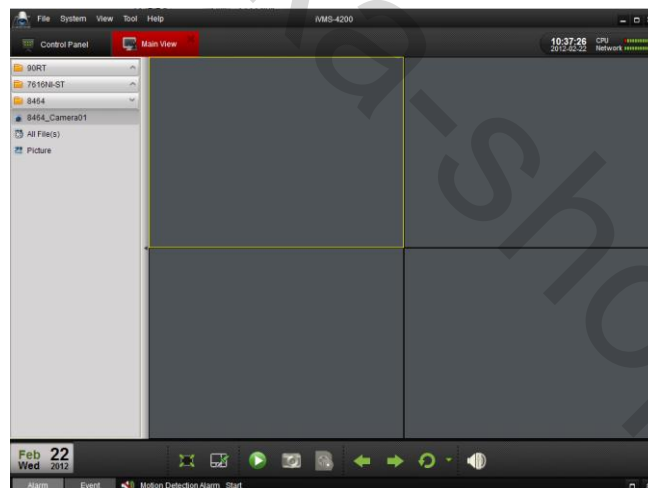 File System View Tool Help iVMS-4200
Control Panel Main View 10:37:26 CPU
2012-02-22 Network
90RT
7616NI-ST
8464
8464_Camera01
All File(s)
Picture
Feb 22
Wed 2012
Alarm Event Motion Detection Alarm Start